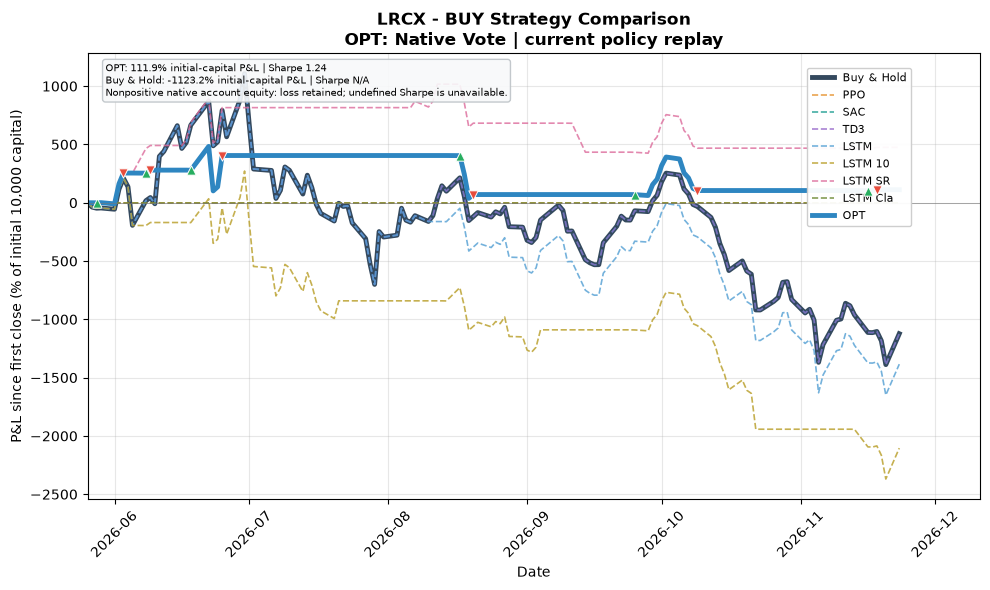 LRCX - BUY Strategy Comparison
OPT: Native Vote | current policy replay
OPT: 111.9% initial-capital P&L | Sharpe 1.24
Buy & Hold: -1123.2% initial-capital P&L | Sharpe N/A
Nonpositive native account equity: loss retained; undefined Sharpe is unavailable.
Buy & Hold
PPO
SAC
TD3
LSTM
LSTM 10
LSTM SR
LSTM Cla
OPT
P&L since first close (% of initial 10,000 capital)
1000
500
0
−500
−1000
−1500
−2000
−2500
2026-06
2026-07
2026-08
2026-09
2026-10
2026-11
2026-12
Date